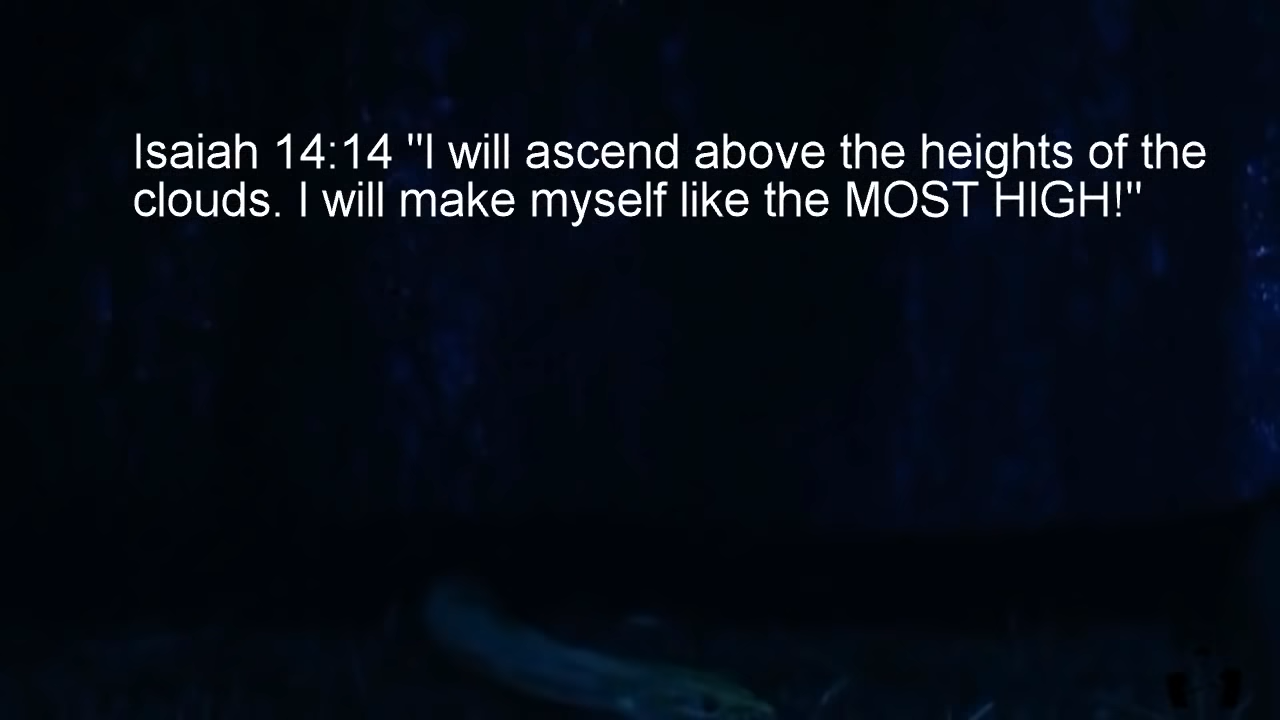 Isaiah 14:14 "I will ascend above the heights of the
clouds. I will make myself like the MOST HIGH!"